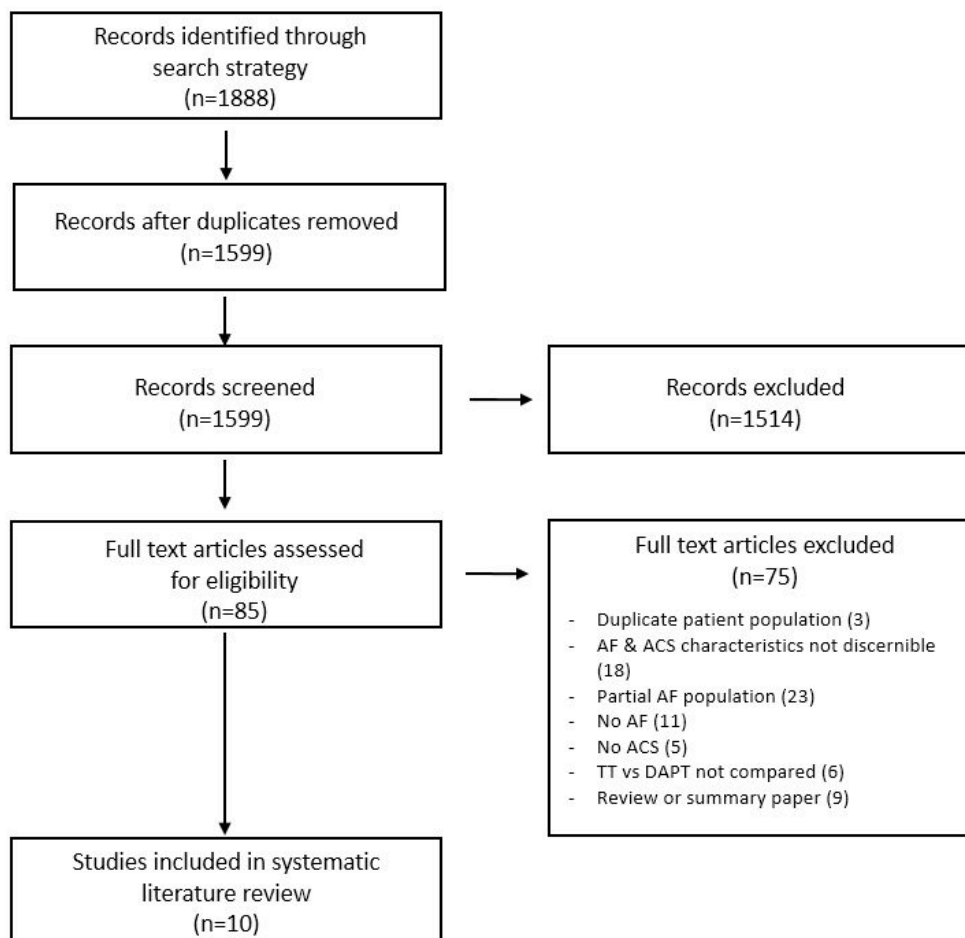 Records identified through
search strategy
(n=1888)
Records after duplicates removed
(n=1599)
Records screened
(n=1599)
Records excluded
(n=1514)
Full text articles assessed
for eligibility
(n=85)
Full text articles excluded
(n=75)
- Duplicate patient population (3)
- AF & ACS characteristics not discernible
(18)
- Partial AF population (23)
- No AF (11)
- No ACS (5)
- TT vs DAPT not compared (6)
- Review or summary paper (9)
Studies included in systematic
literature review
(n=10)